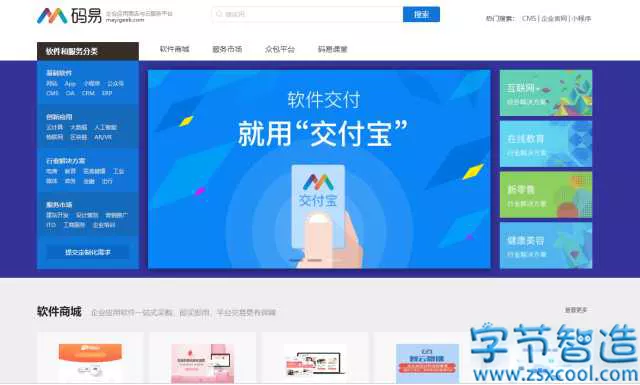 码易
企业应用商店与云服务平台
mayigeek.com
搜试网
搜索
热门搜索： CMS | 企业官网 | 小程序
软件和服务分类
软件商城 服务市场 众包平台 码易课堂
基础软件
网站 App 小程序 公众号
CMS OA CRM ERP
创新应用
云计算 大数据 人工智能
物联网 区块链 AR/VR
行业解决方案
电商 教育 医美健康 工业
媒体 政务 金融 出行
服务市场
建站开发 设计策划 营销推广
ITO 工商服务 企业培训
提交定制化需求
软件交付
就用“交付宝”
交付宝
互联网+
综合解决方案
在线教育
行业解决方案
新零售
行业解决方案
健康美容
行业解决方案
软件商城
企业应用软件一站式采购，即买即用，平台交易更有保障
查看更多
字节智造
www.zsxcool.com